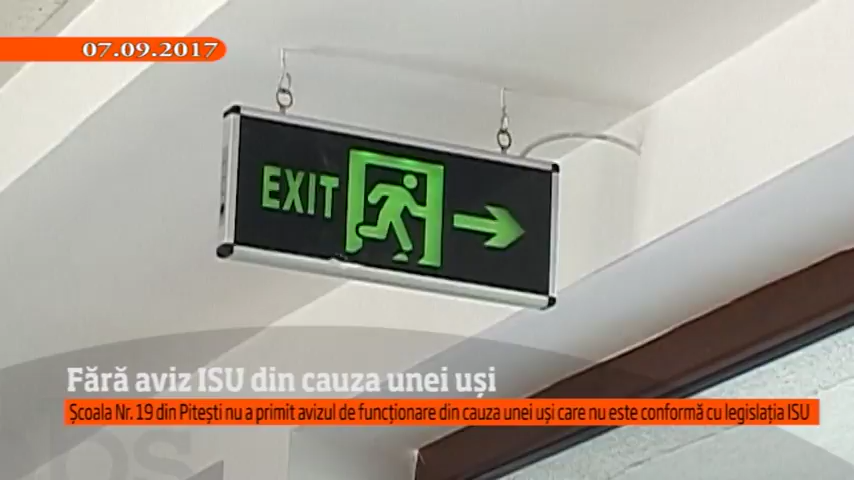 07.09.2017
EXIT
Fără aviz ISU din cauza unei uși
Școala Nr. 19 din Pitești nu a primit avizul de funcționare din cauza unei uși care nu este conformă cu legislația ISU